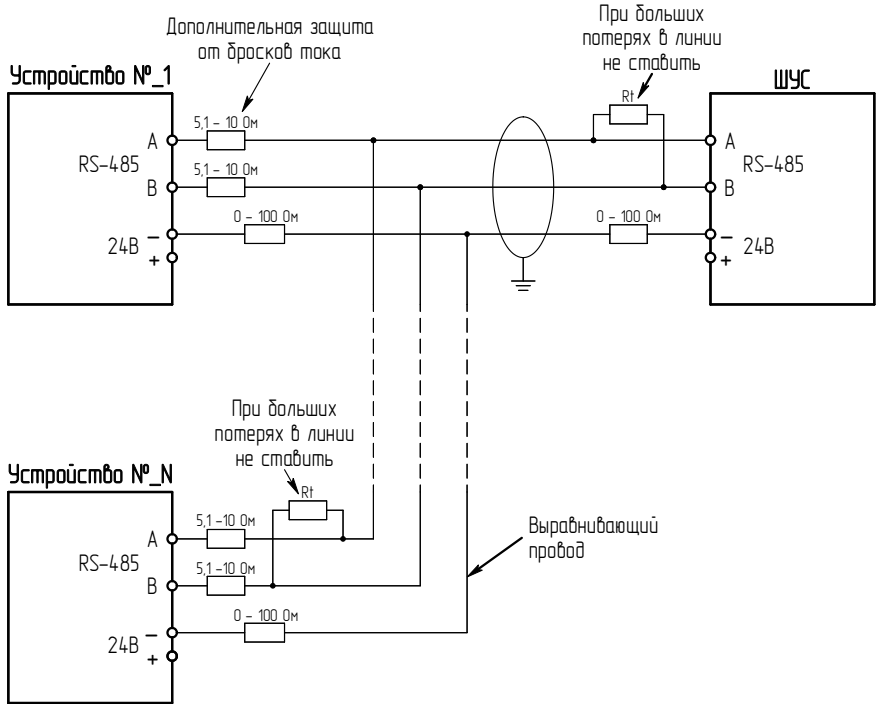 Дополнительная защита
от бросков тока
При больших
потерях в линии
не ставить
Устройство №_1
ШУС
Rt
5,1 - 10 Ом
A
A
RS-485
RS-485
5,1 - 10 Ом
B
B
0 - 100 Ом
0 - 100 Ом
−
−
24В
24В
+
+
При больших
потерях в линии
не ставить
Устройство №_N
Rt
5,1 -10 Ом
A
RS-485
5,1 -10 Ом
B
Выравнивающий
провод
0 - 100 Ом
−
24В
+